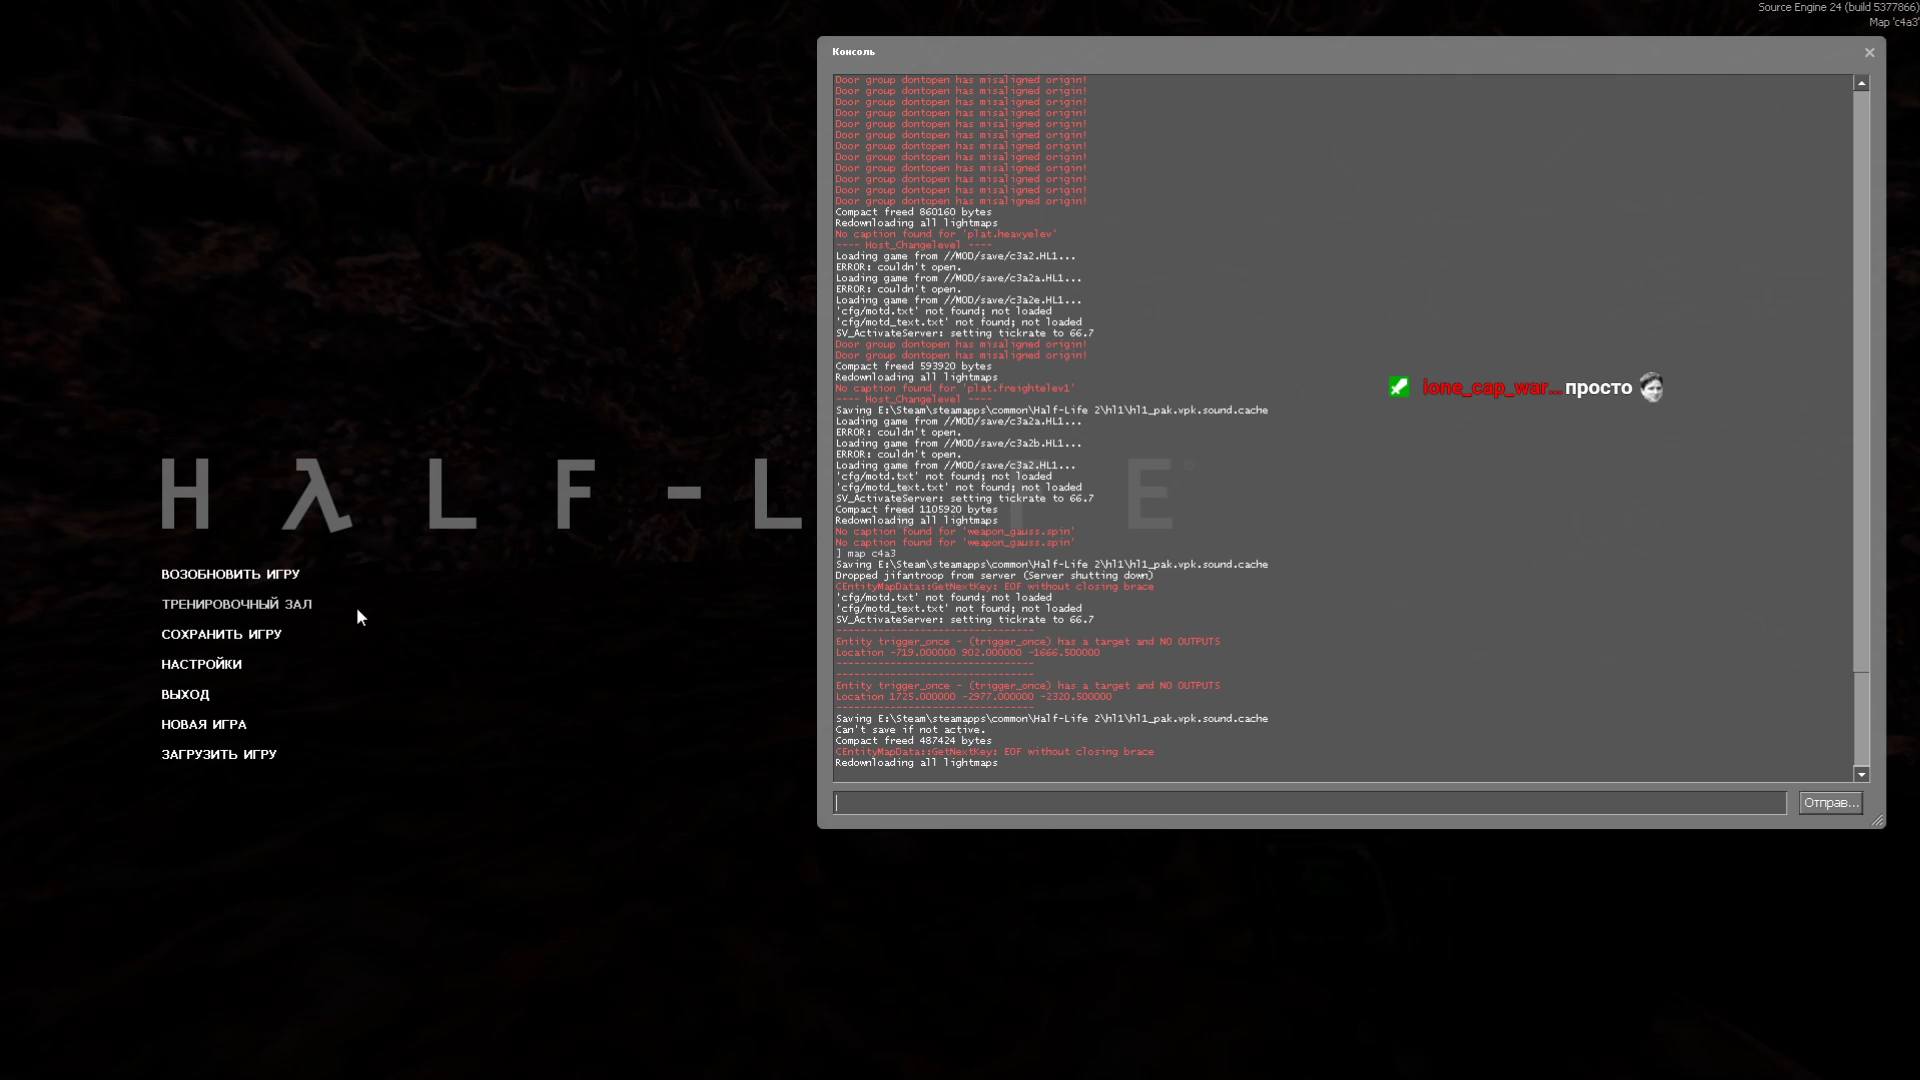 Source Engine 24 (build 5377866)
Map 'c4a3'
Консоль
Door group dontopen has misaligned origin!
Door group dontopen has misaligned origin!
Door group dontopen has misaligned origin!
Door group dontopen has misaligned origin!
Door group dontopen has misaligned origin!
Door group dontopen has misaligned origin!
Door group dontopen has misaligned origin!
Door group dontopen has misaligned origin!
Door group dontopen has misaligned origin!
Door group dontopen has misaligned origin!
Door group dontopen has misaligned origin!
Door group dontopen has misaligned origin!
Compact freed 860160 bytes
Redownloading all lightmaps
No caption found for 'plat.heavyelev'
---- Host_Changelevel ----
Loading game from //MOD/save/c3a2.HL1...
ERROR: couldn't open.
Loading game from //MOD/save/c3a2a.HL1...
ERROR: couldn't open.
Loading game from //MOD/save/c3a2e.HL1...
'cfg/motd.txt' not found; not loaded
'cfg/motd_text.txt' not found; not loaded
SV_ActivateServer: setting tickrate to 66.7
Door group dontopen has misaligned origin!
Door group dontopen has misaligned origin!
Compact freed 593920 bytes
Redownloading all lightmaps
No caption found for 'plat.freightelev1'
---- Host_Changelevel ----
Saving E:\Steam\steamapps\common\Half-Life 2\hl1\hl1_pak.vpk.sound.cache
Loading game from //MOD/save/c3a2a.HL1...
ERROR: couldn't open.
Loading game from //MOD/save/c3a2b.HL1...
ERROR: couldn't open.
Loading game from //MOD/save/c3a2.HL1...
'cfg/motd.txt' not found; not loaded
'cfg/motd_text.txt' not found; not loaded
SV_ActivateServer: setting tickrate to 66.7
Compact freed 1105920 bytes
Redownloading all lightmaps
No caption found for 'weapon_gauss.spin'
No caption found for 'weapon_gauss.spin'
] map c4a3
Saving E:\Steam\steamapps\common\Half-Life 2\hl1\hl1_pak.vpk.sound.cache
Dropped jifantroop from server (Server shutting down)
CEntityMapData::GetNextKey: EOF without closing brace
'cfg/motd.txt' not found; not loaded
'cfg/motd_text.txt' not found; not loaded
SV_ActivateServer: setting tickrate to 66.7
---------------------------------
Entity trigger_once - (trigger_once) has a target and NO OUTPUTS
Location -719.000000 902.000000 -1666.500000
---------------------------------
---------------------------------
Entity trigger_once - (trigger_once) has a target and NO OUTPUTS
Location 1725.000000 -2977.000000 -2320.500000
---------------------------------
Saving E:\Steam\steamapps\common\Half-Life 2\hl1\hl1_pak.vpk.sound.cache
Can't save if not active.
Compact freed 487424 bytes
CEntityMapData::GetNextKey: EOF without closing brace
Redownloading all lightmaps
Отправ...
ione_cap_war... просто
HλLF-LIFE
ВОЗОБНОВИТЬ ИГРУ
ТРЕНИРОВОЧНЫЙ ЗАЛ
СОХРАНИТЬ ИГРУ
НАСТРОЙКИ
ВЫХОД
НОВАЯ ИГРА
ЗАГРУЗИТЬ ИГРУ